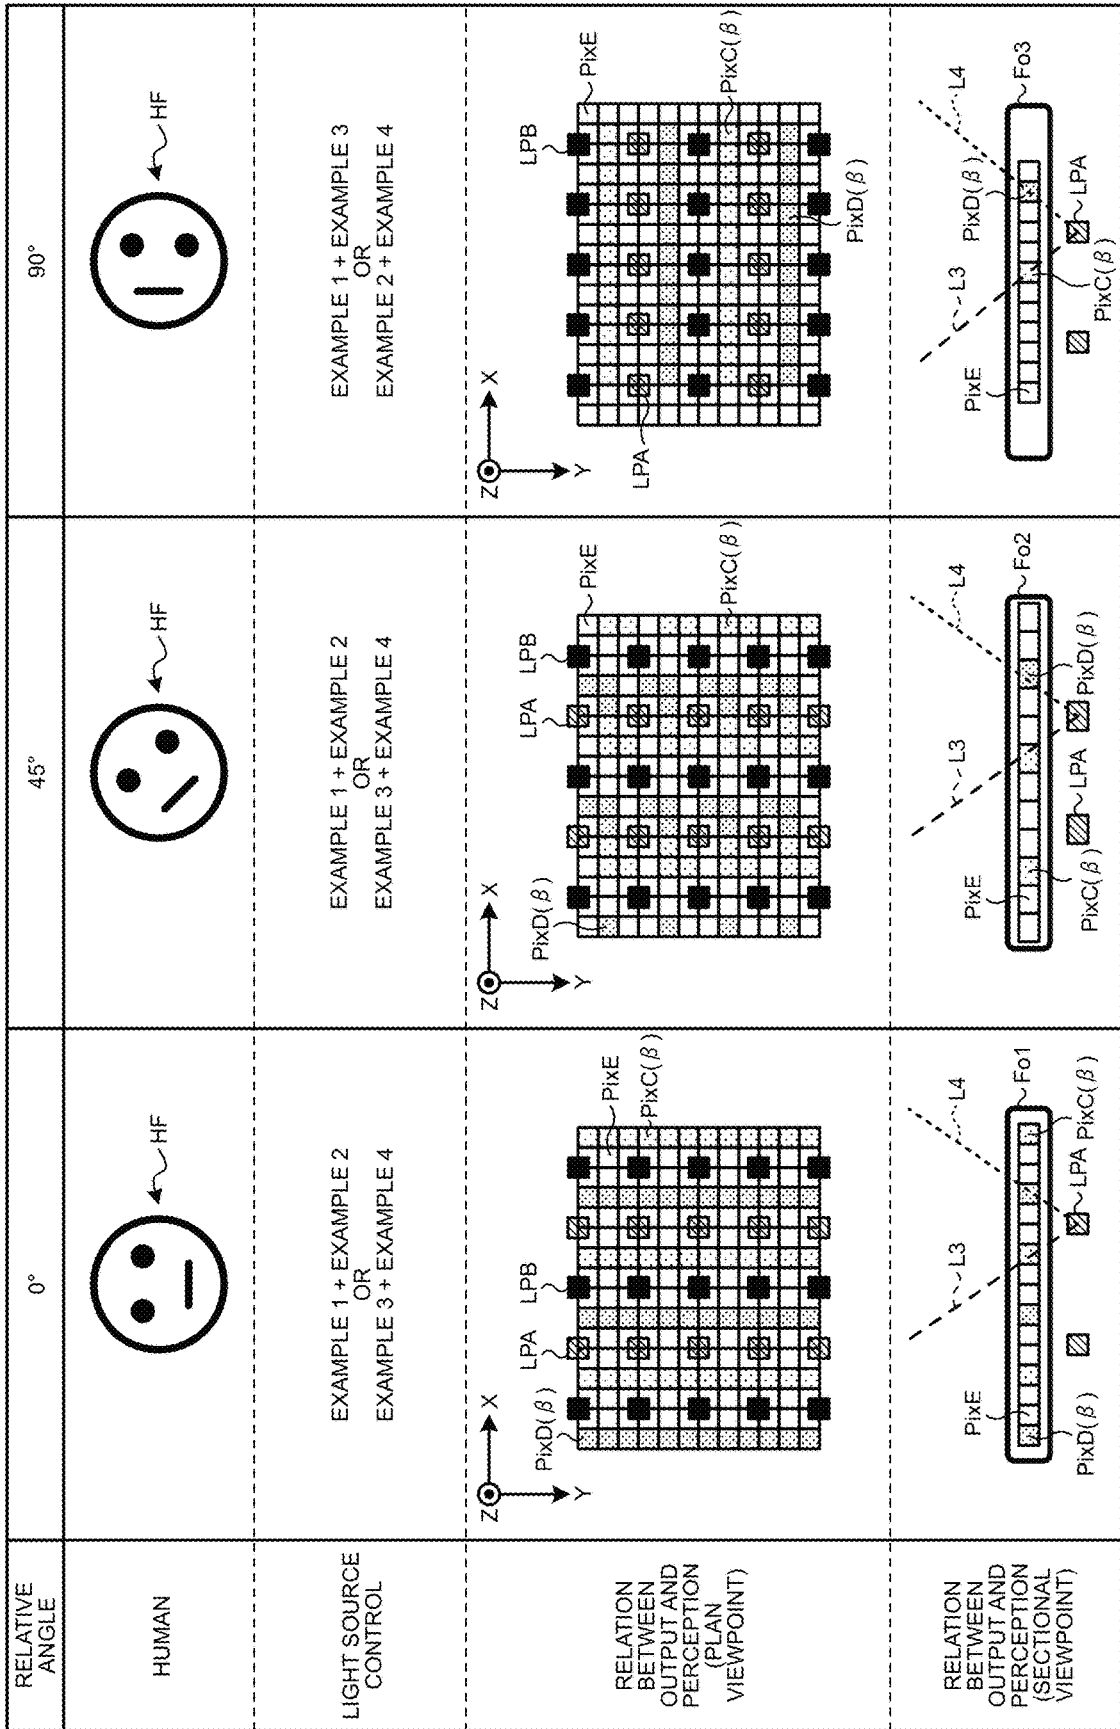 RELATIVE
ANGLE
0°
45°
90°
HUMAN
HF
HF
HF
LIGHT SOURCE
CONTROL
EXAMPLE 1 + EXAMPLE 2
OR
EXAMPLE 3 + EXAMPLE 4
EXAMPLE 1 + EXAMPLE 2
OR
EXAMPLE 3 + EXAMPLE 4
EXAMPLE 1 + EXAMPLE 3
OR
EXAMPLE 2 + EXAMPLE 4
RELATION
BETWEEN
OUTPUT AND
PERCEPTION
(PLAN
VIEWPOINT)
Z
X
Y
PixD(β)
LPA
LPB
PixE
PixC(β)
Z
X
Y
PixD(β)
LPA
LPB
PixE
PixC(β)
Z
X
Y
LPA
LPB
PixE
PixC(β)
PixD(β)
RELATION
BETWEEN
OUTPUT AND
PERCEPTION
(SECTIONAL
VIEWPOINT)
PixE
L3
L4
Fo1
PixD(β)
LPA
PixC(β)
PixE
L3
L4
Fo2
PixC(β)
LPA
PixD(β)
PixE
L3
PixD(β)
L4
Fo3
PixC(β)
LPA